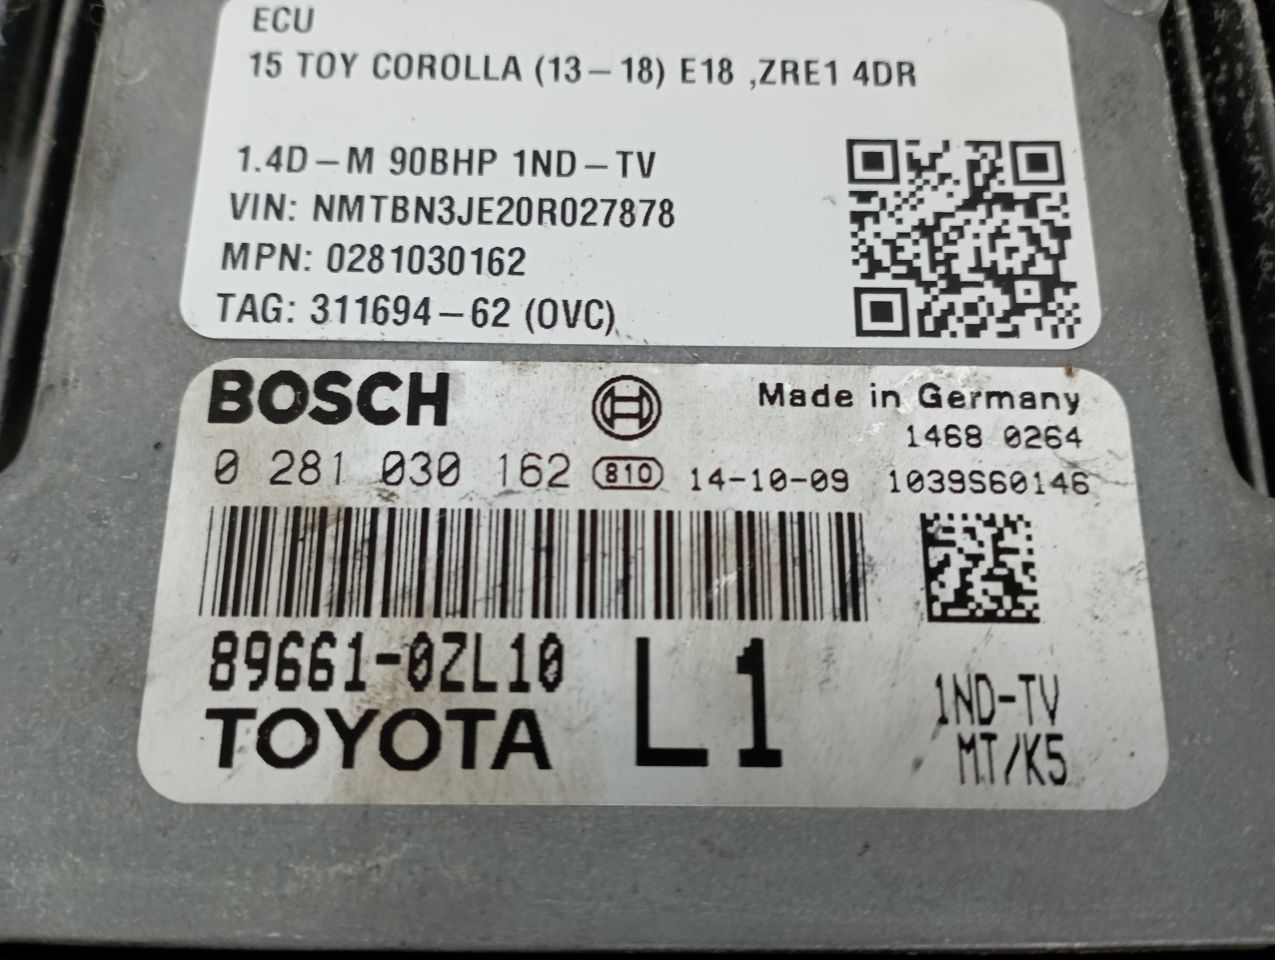 ECU
15 TOY COROLLA (13-18) E18 ,ZRE1 4DR
1.4D-M 90BHP 1ND-TV
VIN: NMTBN3JE20R027878
MPN: 0281030162
TAG: 311694-62 (OVC)
BOSCH Made in Germany
1468 0264
0 281 030 162 810 14-10-09 1039S60146
89661-0ZL10 L1 1ND-TV
TOYOTA MT/K5